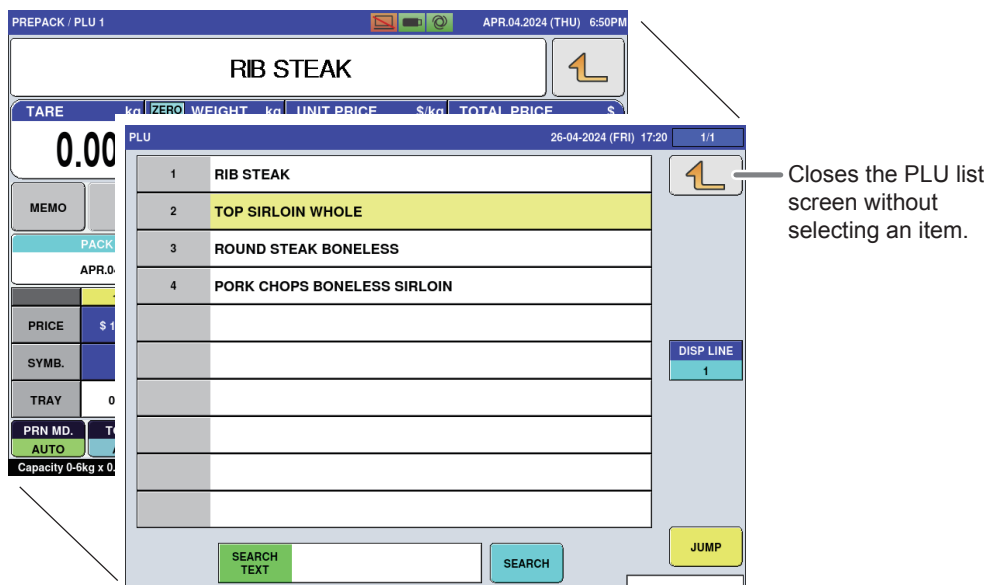 PREPACK / PLU 1
APR.04.2024 (THU) 6:50PM
RIB STEAK
TARE kg ZERO WEIGHT kg UNIT PRICE $/kg TOTAL PRICE $
0.00
PLU
26-04-2024 (FRI) 17:20 1/1
1 RIB STEAK
2 TOP SIRLOIN WHOLE
3 ROUND STEAK BONELESS
4 PORK CHOPS BONELESS SIRLOIN
Closes the PLU list
screen without
selecting an item.
MEMO
PACK
APR.0
PRICE $ 1
SYMB.
TRAY 0
PRN MD.
AUTO
Capacity 0-6kg x 0.
DISP LINE
1
SEARCH
TEXT
SEARCH
JUMP